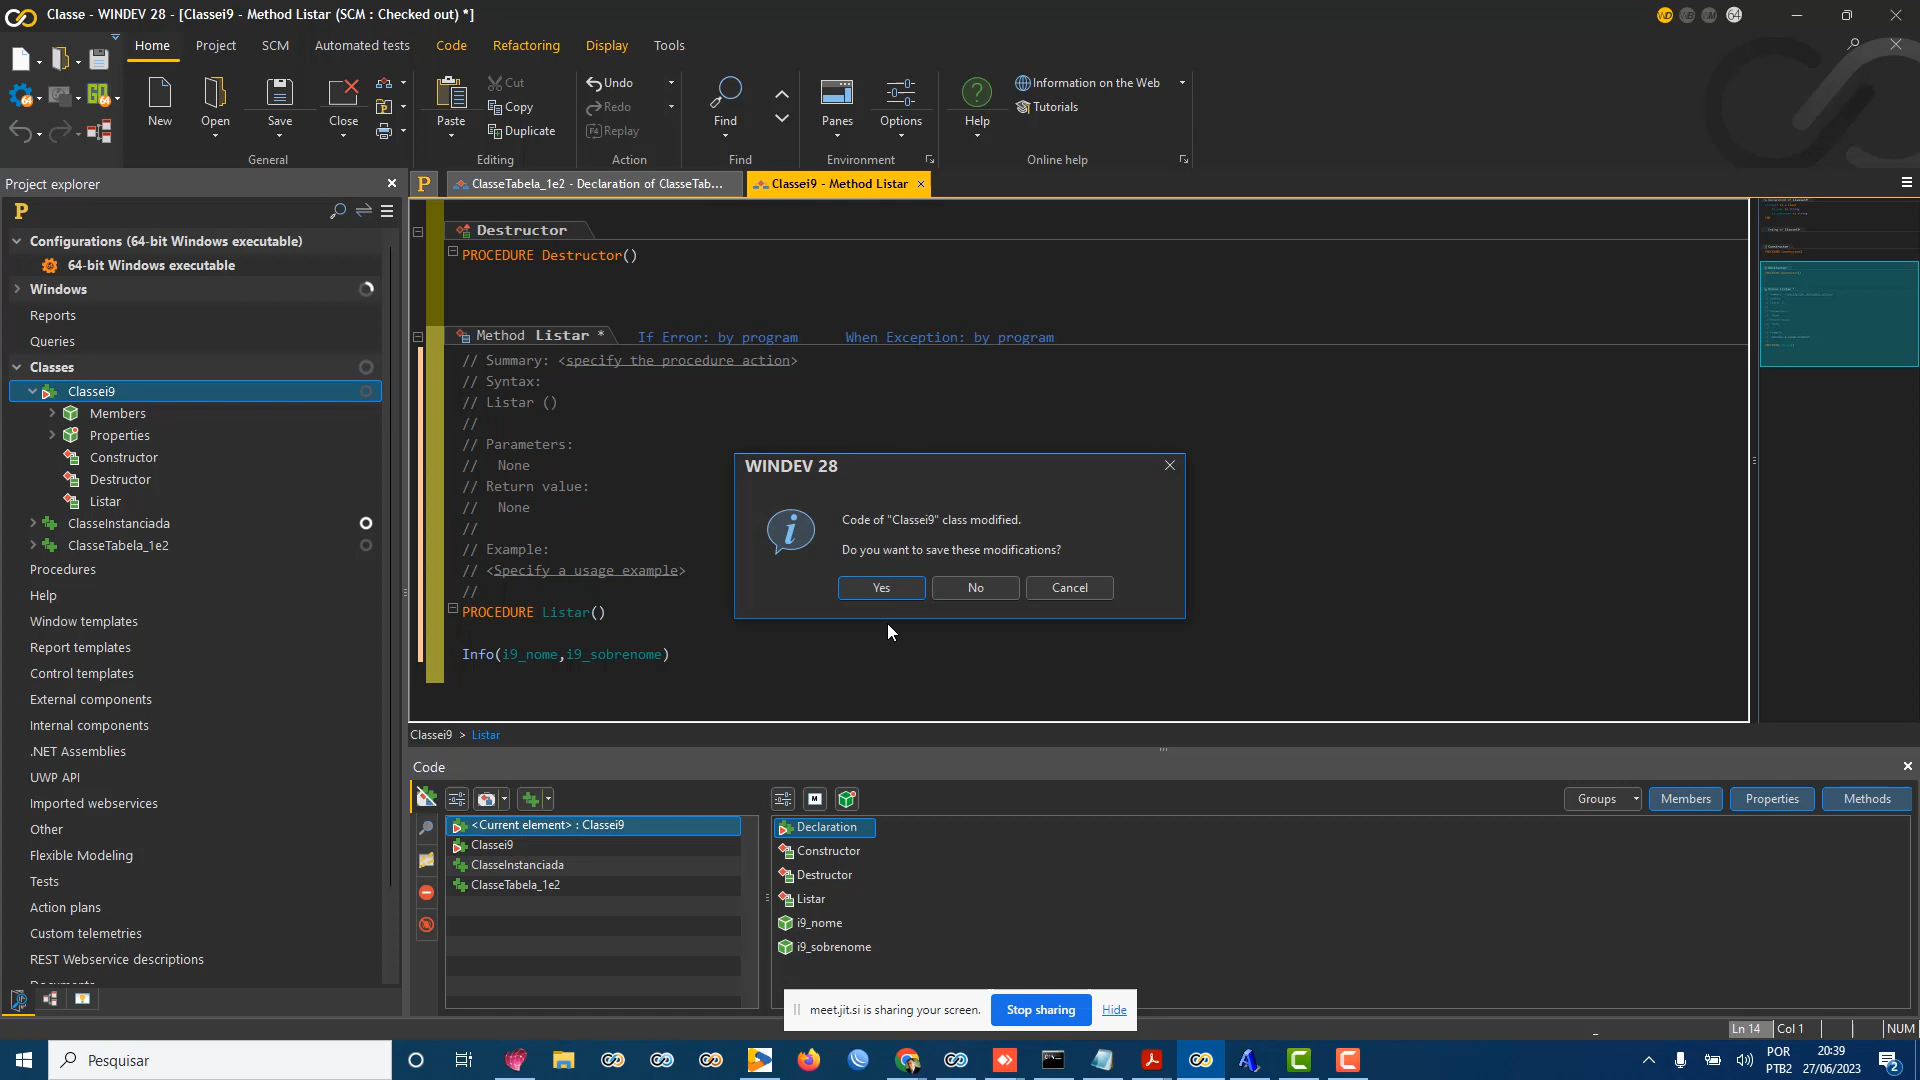 Classe - WINDEV 28 - [Classei9 - Method Listar (SCM : Checked out) *]
WD
WB
WM
64
Home
Project
SCM
Automated tests
Code
Refactoring
Display
Tools
GO
New
Open
Save
Close
Paste
Cut
Copy
Duplicate
Undo
Redo
F4 Replay
Find
Panes
Options
Help
Information on the Web
Tutorials
General
Editing
Action
Find
Environment
Online help
Project explorer
ClasseTabela_1e2 - Declaration of ClasseTab...
Classei9 - Method Listar
Configurations (64-bit Windows executable)
64-bit Windows executable
Windows
Reports
Queries
Classes
Classei9
Members
Properties
Constructor
Destructor
Listar
ClasseInstanciada
ClasseTabela_1e2
Procedures
Help
Window templates
Report templates
Control templates
External components
Internal components
.NET Assemblies
UWP API
Imported webservices
Other
Flexible Modeling
Tests
Action plans
Custom telemetries
REST Webservice descriptions
Destructor
PROCEDURE Destructor()
Method Listar *
If Error: by program
When Exception: by program
// Summary: <specify the procedure action>
// Syntax:
// Listar ()
//
// Parameters:
// None
// Return value:
// None
//
// Example:
// <Specify a usage example>
//
PROCEDURE Listar()
Info(i9_nome,i9_sobrenome)
WINDEV 28
Code of "Classei9" class modified.
Do you want to save these modifications?
Yes
No
Cancel
Classei9 > Listar
Code
Groups
Members
Properties
Methods
<Current element> : Classei9
Classei9
ClasseInstanciada
ClasseTabela_1e2
Declaration
Constructor
Destructor
Listar
i9_nome
i9_sobrenome
meet.jit.si is sharing your screen.
Stop sharing
Hide
Ln 14
Col 1
NUM
Pesquisar
POR
PTB2
20:39
27/06/2023
2